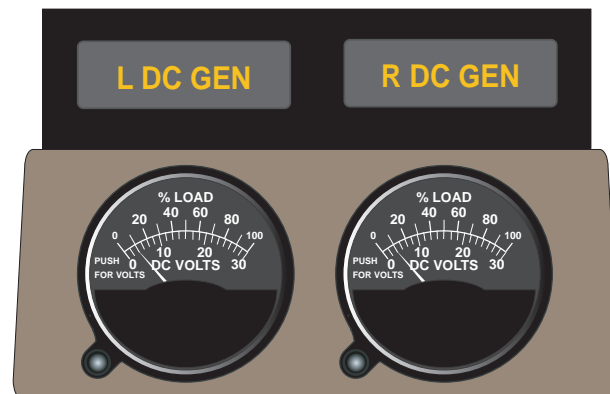 L DC GEN
R DC GEN
% LOAD
0 20 40 60 80 100
PUSH
FOR VOLTS
0 10 20 30
DC VOLTS
% LOAD
0 20 40 60 80 100
PUSH
FOR VOLTS
0 10 20 30
DC VOLTS